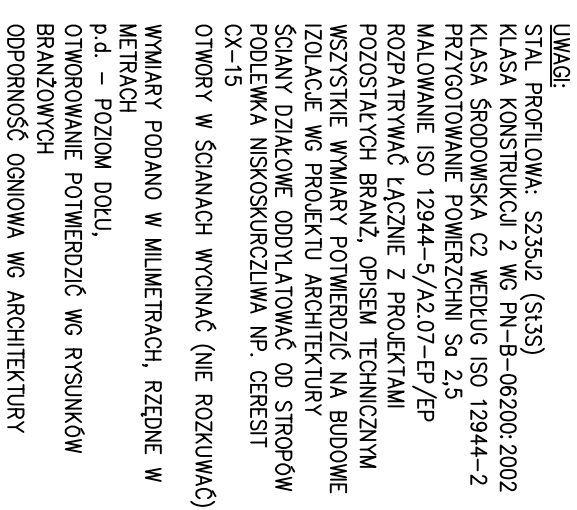 UWAGI:
STAL PROFILOWA: S235J2 (St3S)
KLASA KONSTRUKCJI 2 WG PN-B-06200: 2002
KLASA ŚRODOWISKA C2 WEDŁUG ISO 12944-2
PRZYGOTOWANIE POWIERZCHNI Sa 2,5
MALOWANIE ISO 12944-5/A2.07-EP/EP
ROZPATRYWAĆ ŁĄCZNIE Z PROJEKTAMI
POZOSTAŁYCH BRANŻ, OPISEM TECHNICZNYM
WSZYSTKIE WYMIARY POTWIERDZIĆ NA BUDOWIE
IZOLACJE WG PROJEKTU ARCHITEKTURY
ŚCIANY DZIAŁOWE ODDYLATOWAĆ OD STROPÓW
PODLEWKA NISKOSKURCZLIWA NP. CERESIT
CX-15
OTWORY W ŚCIANACH WYCINAĆ (NIE ROZKUWAĆ)
WYMIARY PODANO W MILIMETRACH, RZĘDNE W
METRACH
p.d. - POZIOM DOŁU,
OTWOROWANIE POTWIERDZIĆ WG RYSUNKÓW
BRANŻOWYCH
ODPORNOŚĆ OGNIOWA WG ARCHITEKTURY